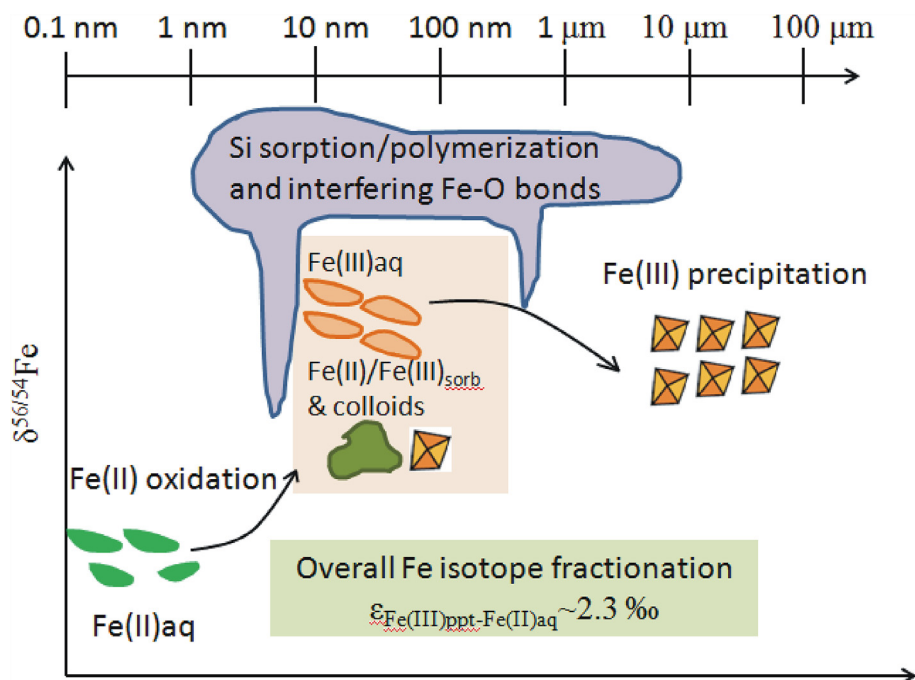 0.1 nm 1 nm 10 nm 100 nm 1 μm 10 μm 100 μm
Si sorption/polymerization
and interfering Fe-O bonds
Fe(III)aq
Fe(III) precipitation
Fe(II)/Fe(III)sorb
& colloids
δ56/54Fe
Fe(II) oxidation
Fe(II)aq
Overall Fe isotope fractionation
εFe(III)ppt-Fe(II)aq~2.3 ‰